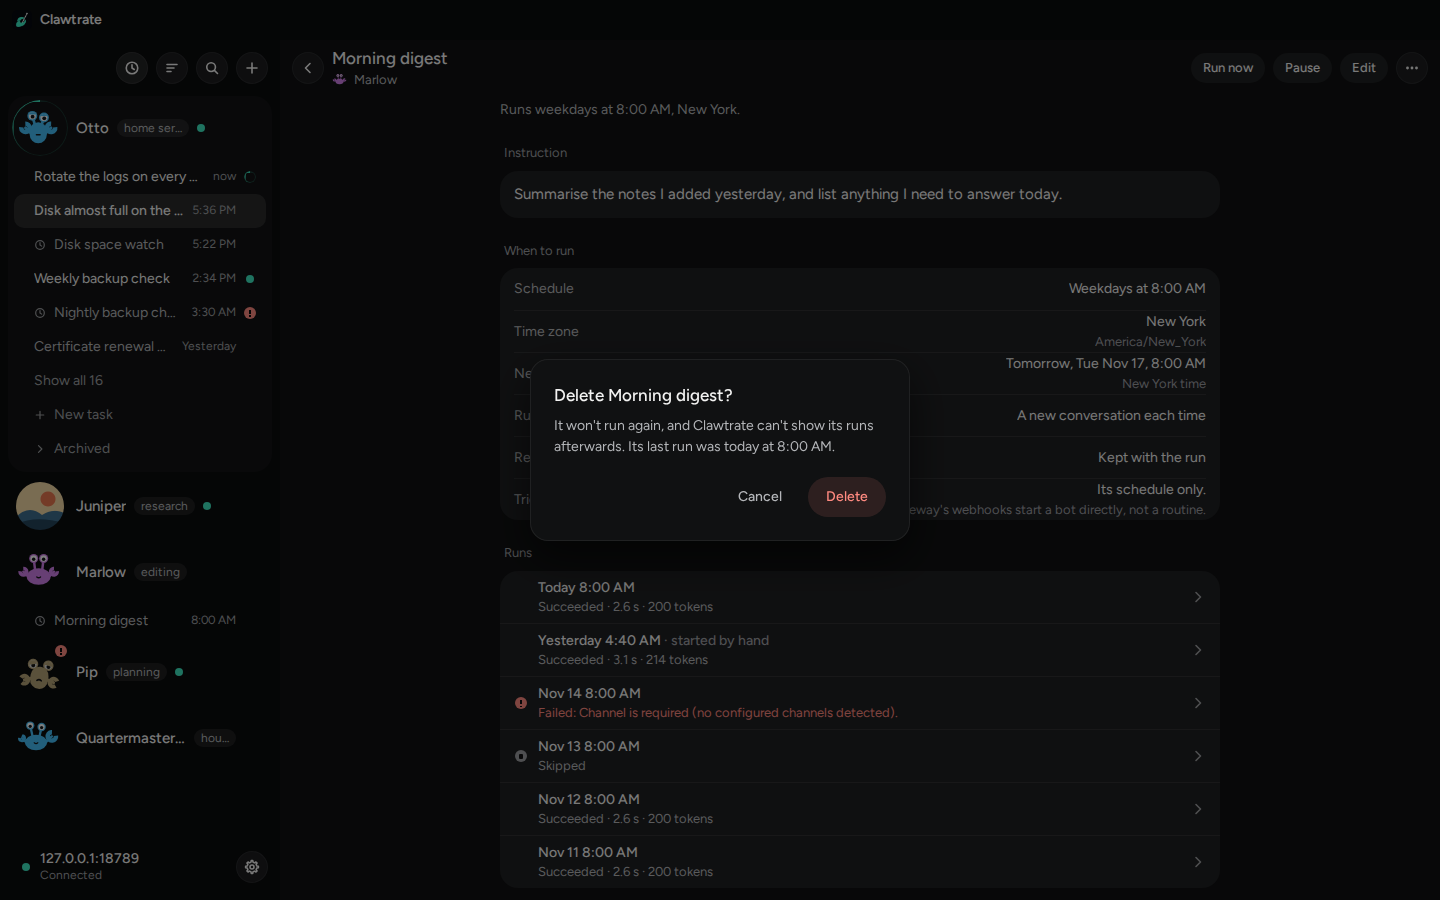 Clawtrate
Morning digest
Marlow
Run now
Pause
Edit
Otto
home ser...
Rotate the logs on every ...
now
Disk almost full on the ...
5:36 PM
Disk space watch
5:22 PM
Weekly backup check
2:34 PM
Nightly backup ch...
3:30 AM
Certificate renewal ...
Yesterday
Show all 16
New task
Archived
Juniper
research
Marlow
editing
Morning digest
8:00 AM
Pip
planning
Quartermaster...
hou...
127.0.0.1:18789
Connected
Runs weekdays at 8:00 AM, New York.
Instruction
Summarise the notes I added yesterday, and list anything I need to answer today.
When to run
Schedule
Weekdays at 8:00 AM
Time zone
New York
America/New_York
Ne
Tomorrow, Tue Nov 17, 8:00 AM
New York time
Ru
A new conversation each time
Re
Kept with the run
Tri
Its schedule only.
eway's webhooks start a bot directly, not a routine.
Delete Morning digest?
It won't run again, and Clawtrate can't show its runs
afterwards. Its last run was today at 8:00 AM.
Cancel
Delete
Runs
Today 8:00 AM
Succeeded · 2.6 s · 200 tokens
Yesterday 4:40 AM · started by hand
Succeeded · 3.1 s · 214 tokens
Nov 14 8:00 AM
Failed: Channel is required (no configured channels detected).
Nov 13 8:00 AM
Skipped
Nov 12 8:00 AM
Succeeded · 2.6 s · 200 tokens
Nov 11 8:00 AM
Succeeded · 2.6 s · 200 tokens